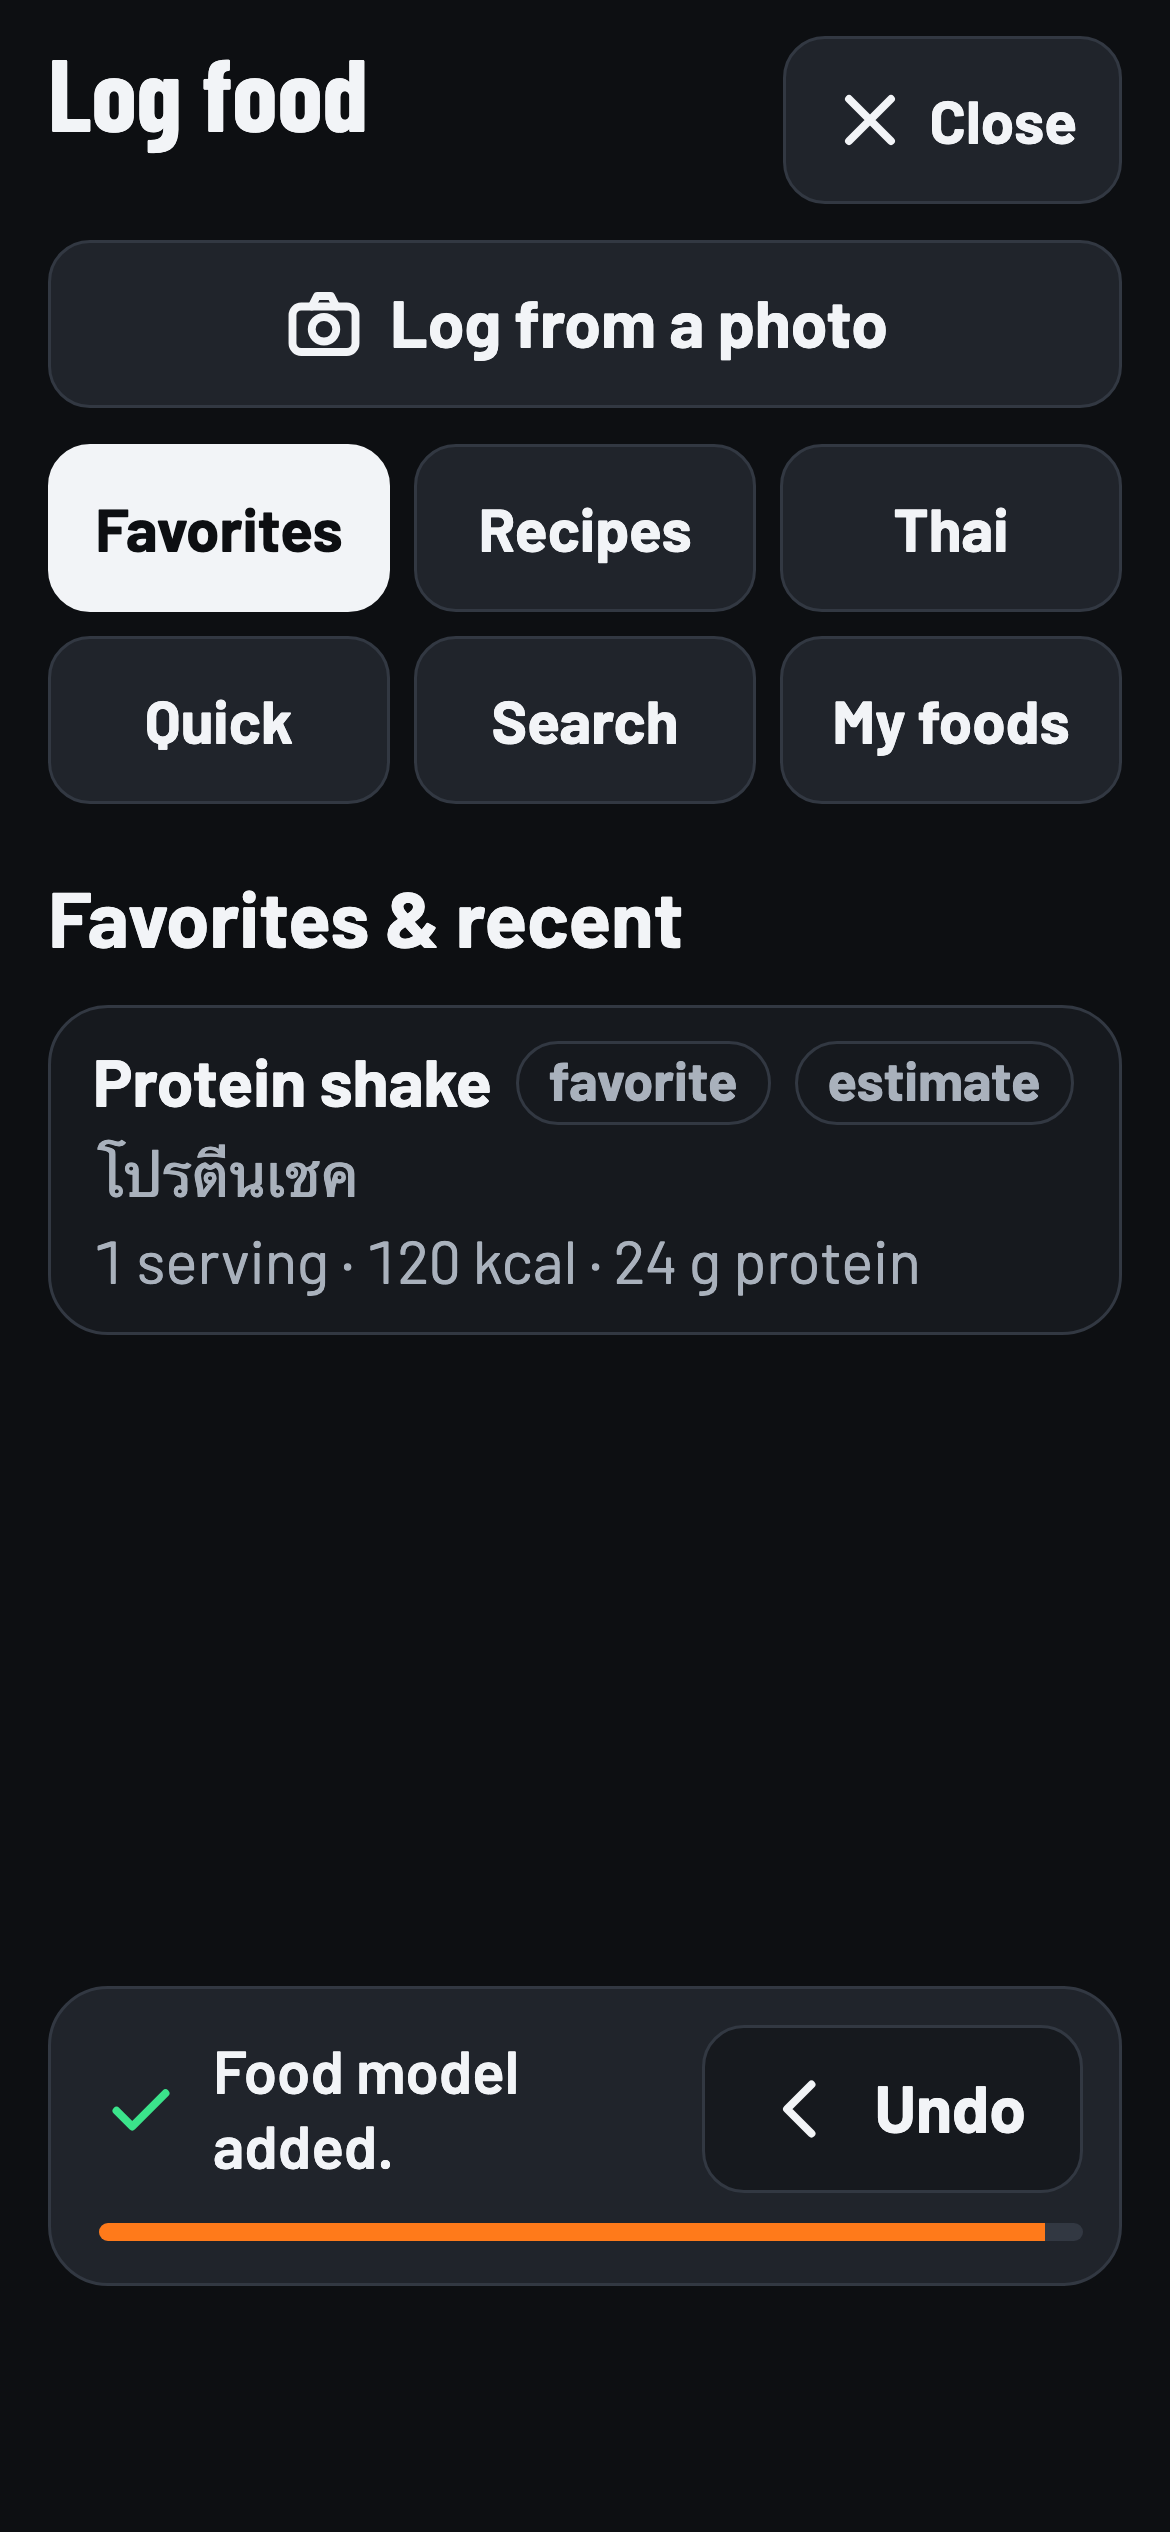 Log food
Close
Log from a photo
Favorites
Recipes
Thai
Quick
Search
My foods
Favorites & recent
Protein shake favorite estimate
โปรตีนเชค
1 serving · 120 kcal · 24 g protein
Food model
added.
Undo